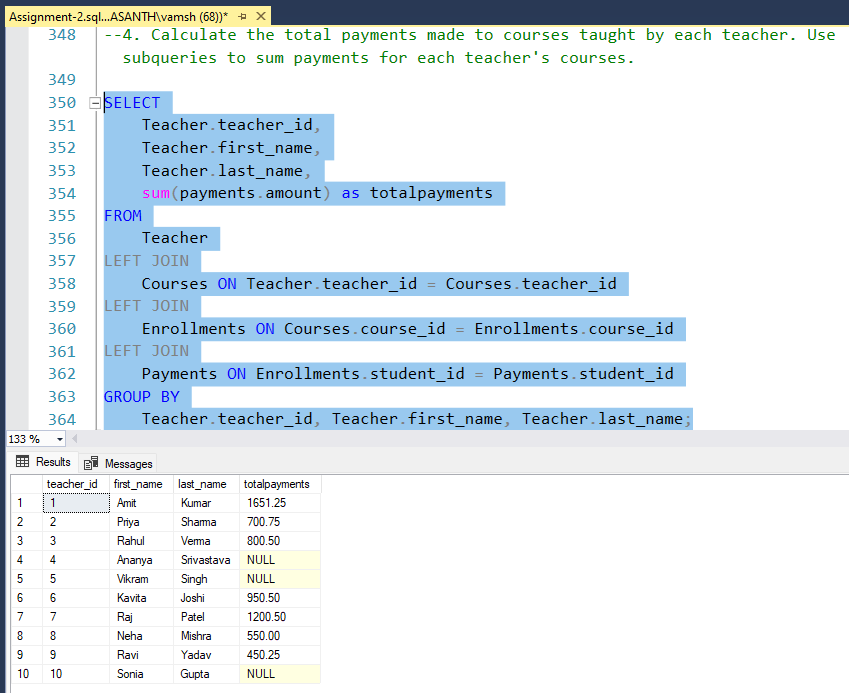 Assignment-2.sql...ASANTH\vamsh (68))*
348 --4. Calculate the total payments made to courses taught by each teacher. Use
subqueries to sum payments for each teacher's courses.
349
350 SELECT
351 Teacher.teacher_id,
352 Teacher.first_name,
353 Teacher.last_name,
354 sum(payments.amount) as totalpayments
355 FROM
356 Teacher
357 LEFT JOIN
358 Courses ON Teacher.teacher_id = Courses.teacher_id
359 LEFT JOIN
360 Enrollments ON Courses.course_id = Enrollments.course_id
361 LEFT JOIN
362 Payments ON Enrollments.student_id = Payments.student_id
363 GROUP BY
364 Teacher.teacher_id, Teacher.first_name, Teacher.last_name;
133 %
Results Messages
teacher_id first_name last_name totalpayments
1 1 Amit Kumar 1651.25
2 2 Priya Sharma 700.75
3 3 Rahul Verma 800.50
4 4 Ananya Srivastava NULL
5 5 Vikram Singh NULL
6 6 Kavita Joshi 950.50
7 7 Raj Patel 1200.50
8 8 Neha Mishra 550.00
9 9 Ravi Yadav 450.25
10 10 Sonia Gupta NULL